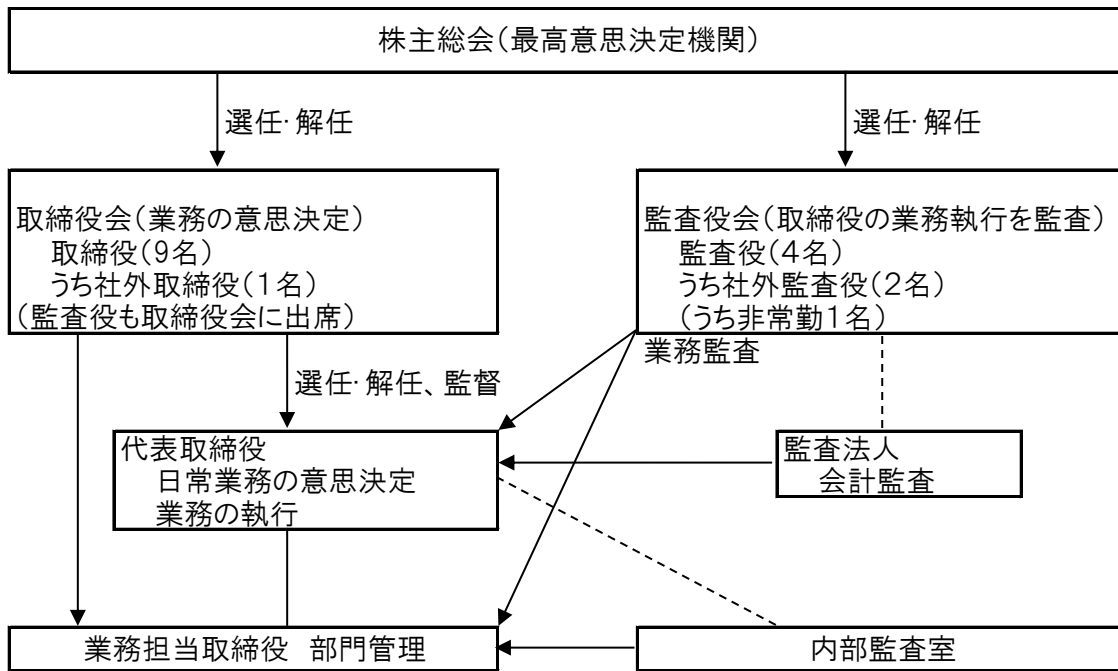 株主総会(最高意思決定機関)
選任・解任
選任・解任
取締役会(業務の意思決定)
取締役(9名)
うち社外取締役(1名)
(監査役も取締役会に出席)
監査役会(取締役の業務執行を監査)
監査役(4名)
うち社外監査役(2名)
(うち非常勤1名)
業務監査
選任・解任、監督
代表取締役
日常業務の意思決定
業務の執行
監査法人
会計監査
業務担当取締役 部門管理
内部監査室